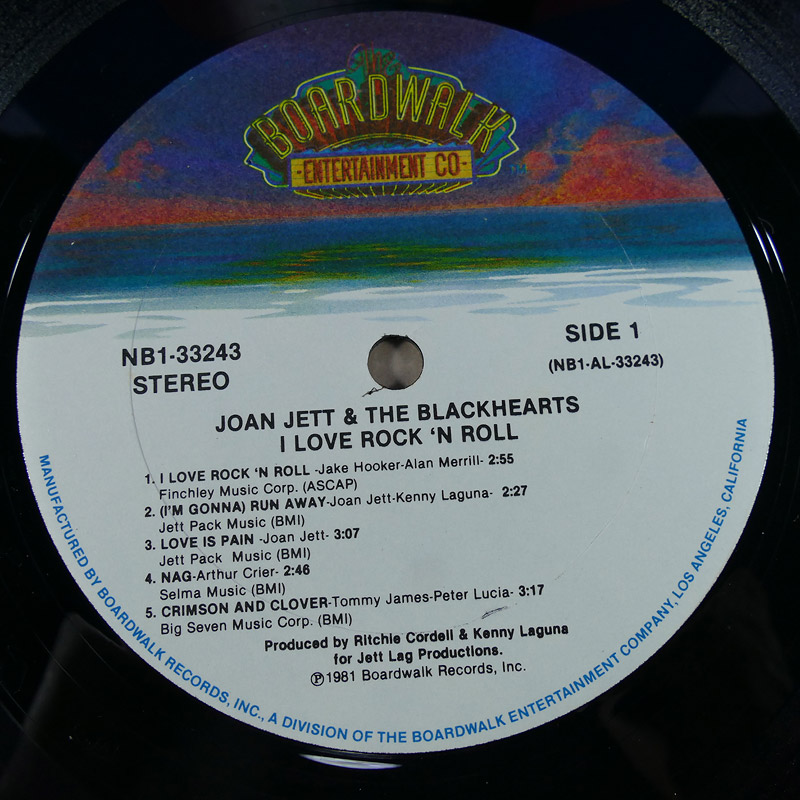 The
BOARDWALK
-ENTERTAINMENT CO-
TM
NB1-33243
STEREO
SIDE 1
(NB1-AL-33243)
JOAN JETT & THE BLACKHEARTS
I LOVE ROCK ‘N ROLL
1. I LOVE ROCK ‘N ROLL -Jake Hooker-Alan Merrill- 2:55
Finchley Music Corp. (ASCAP)
2. (I’M GONNA) RUN AWAY-Joan Jett-Kenny Laguna- 2:27
Jett Pack Music (BMI)
3. LOVE IS PAIN -Joan Jett- 3:07
Jett Pack Music (BMI)
4. NAG-Arthur Crier- 2:46
Selma Music (BMI)
5. CRIMSON AND CLOVER-Tommy James-Peter Lucia- 3:17
Big Seven Music Corp. (BMI)
Produced by Ritchie Cordell & Kenny Laguna
for Jett Lag Productions.
℗1981 Boardwalk Records, Inc.
MANUFACTURED BY BOARDWALK RECORDS, INC., A DIVISION OF THE BOARDWALK ENTERTAINMENT COMPANY, LOS ANGELES, CALIFORNIA